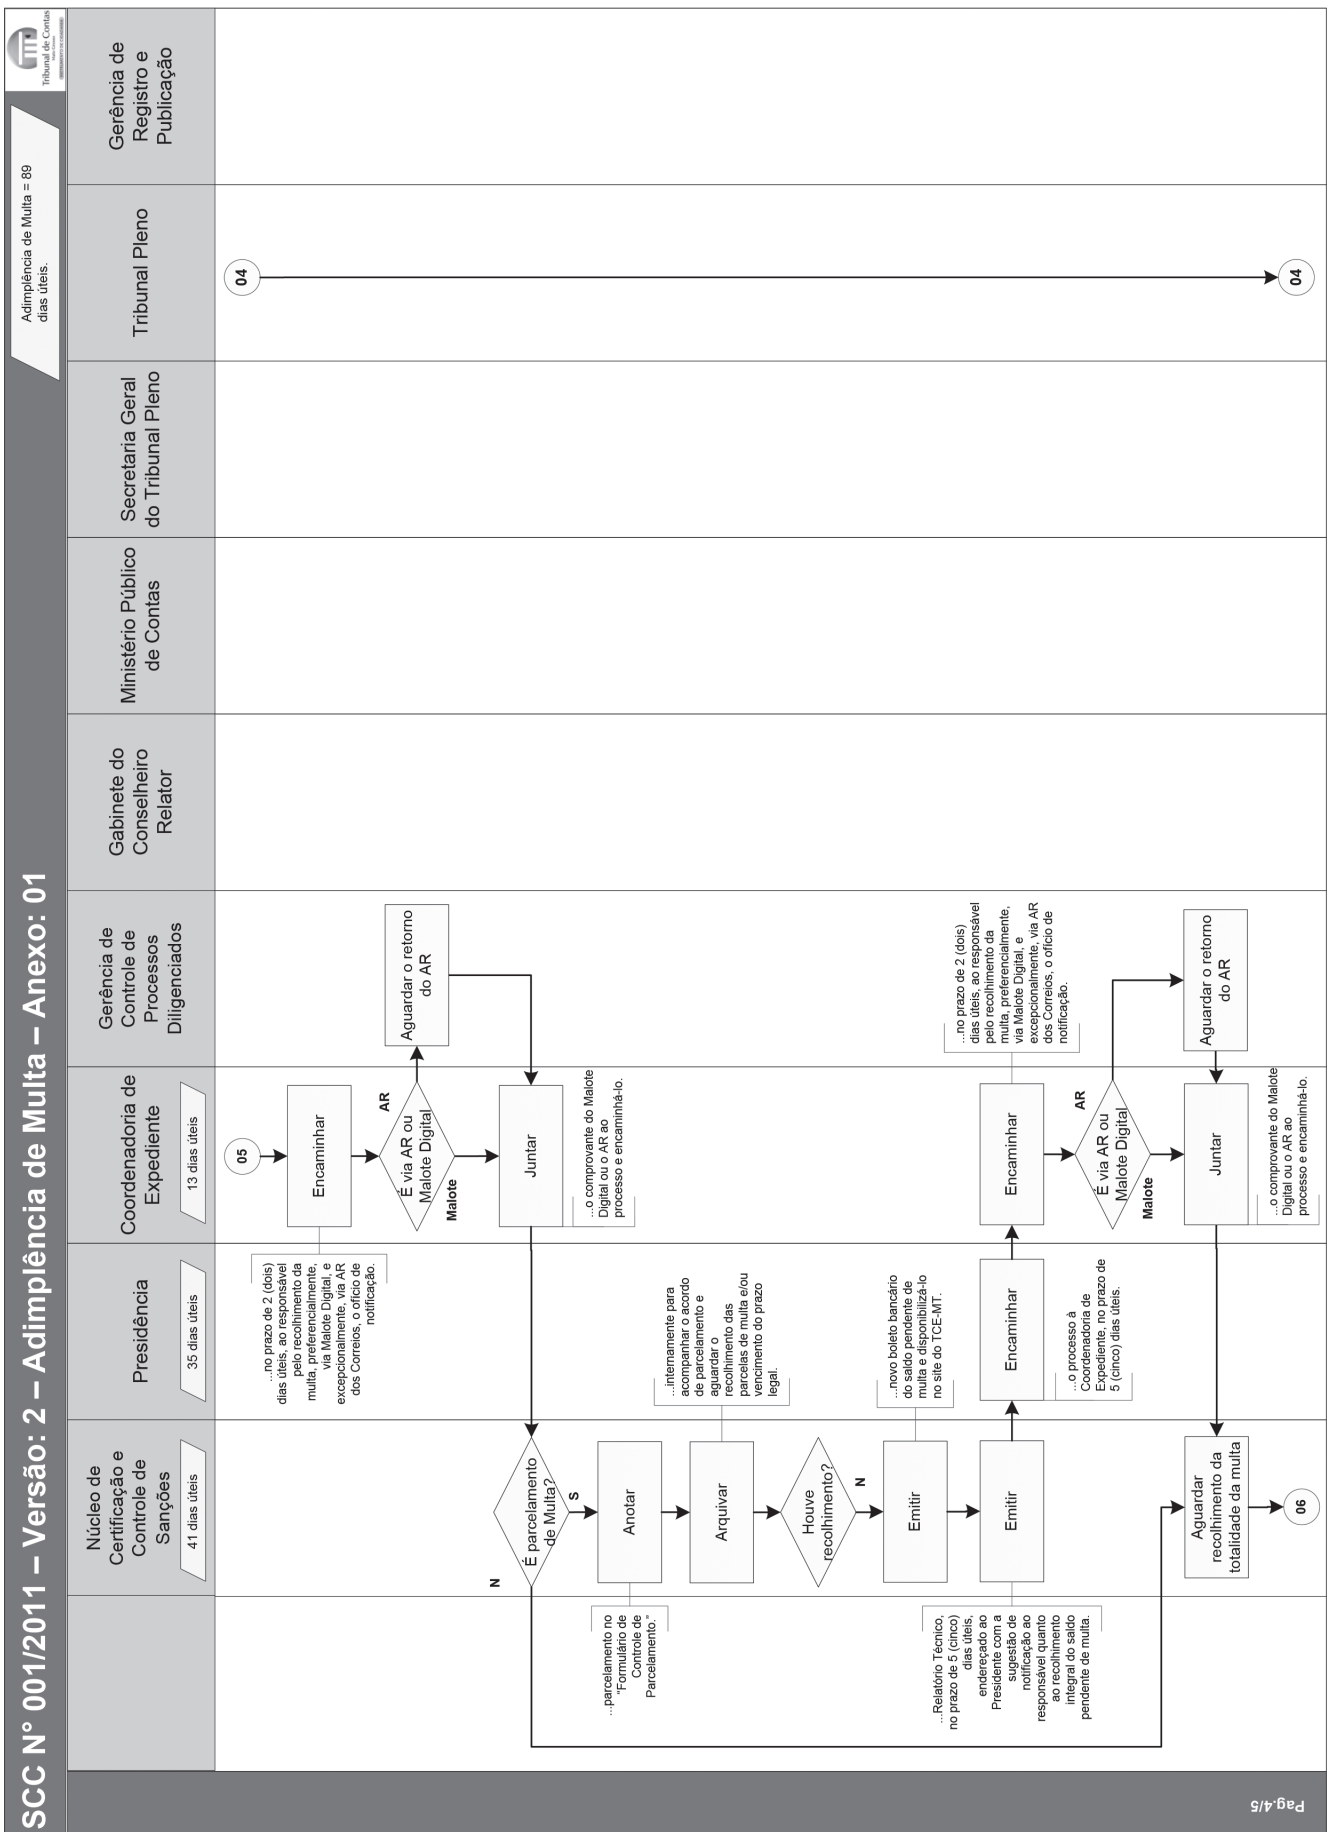 SCC N° 001/2011 – Versão: 2 – Adimplência de Multa – Anexo: 01
Adimplência de Multa = 89
dias úteis.
Tribunal de Contas
Mato Grosso
Núcleo de
Certificação e
Controle de
Sanções
41 dias úteis
Presidência
35 dias úteis
Coordenadoria de
Expediente
13 dias úteis
Gerência de
Controle de
Processos
Diligenciados
Gabinete do
Conselheiro
Relator
Ministério Público
de Contas
Secretaria Geral
do Tribunal Pleno
Tribunal Pleno
Gerência de
Registro e
Publicação
05
04
...no prazo de 2 (dois)
dias úteis, ao responsável
pelo recolhimento da
multa, preferencialmente,
via Malote Digital, e
excepcionalmente, via AR
dos Correios, o ofício de
notificação.
Encaminhar
É via AR ou
Malote Digital
AR
Malote
Aguardar o retorno
do AR
Juntar
...o comprovante do Malote
Digital ou o AR ao
processo e encaminhá-lo.
É parcelamento
de Multa?
N
S
...parcelamento no
"Formulário de
Controle de
Parcelamento."
Anotar
...internamente para
acompanhar o acordo
de parcelamento e
aguardar o
recolhimento das
parcelas de multa e/ou
vencimento do prazo
legal.
Arquivar
Houve
recolhimento?
N
...novo boleto bancário
do saldo pendente de
multa e disponibilizá-lo
no site do TCE-MT.
Emitir
...Relatório Técnico,
no prazo de 5 (cinco)
dias úteis,
endereçado ao
Presidente com a
sugestão de
notificação ao
responsável quanto
ao recolhimento
integral do saldo
pendente de multa.
Emitir
Encaminhar
...o processo à
Coordenadoria de
Expediente, no prazo de
5 (cinco) dias úteis.
Encaminhar
...no prazo de 2 (dois)
dias úteis, ao responsável
pelo recolhimento da
multa, preferencialmente,
via Malote Digital, e
excepcionalmente, via AR
dos Correios, o ofício de
notificação.
É via AR ou
Malote Digital
AR
Malote
Aguardar o retorno
do AR
Juntar
...o comprovante do Malote
Digital ou o AR ao
processo e encaminhá-lo.
Aguardar
recolhimento da
totalidade da multa
06
04
Pag.4/5